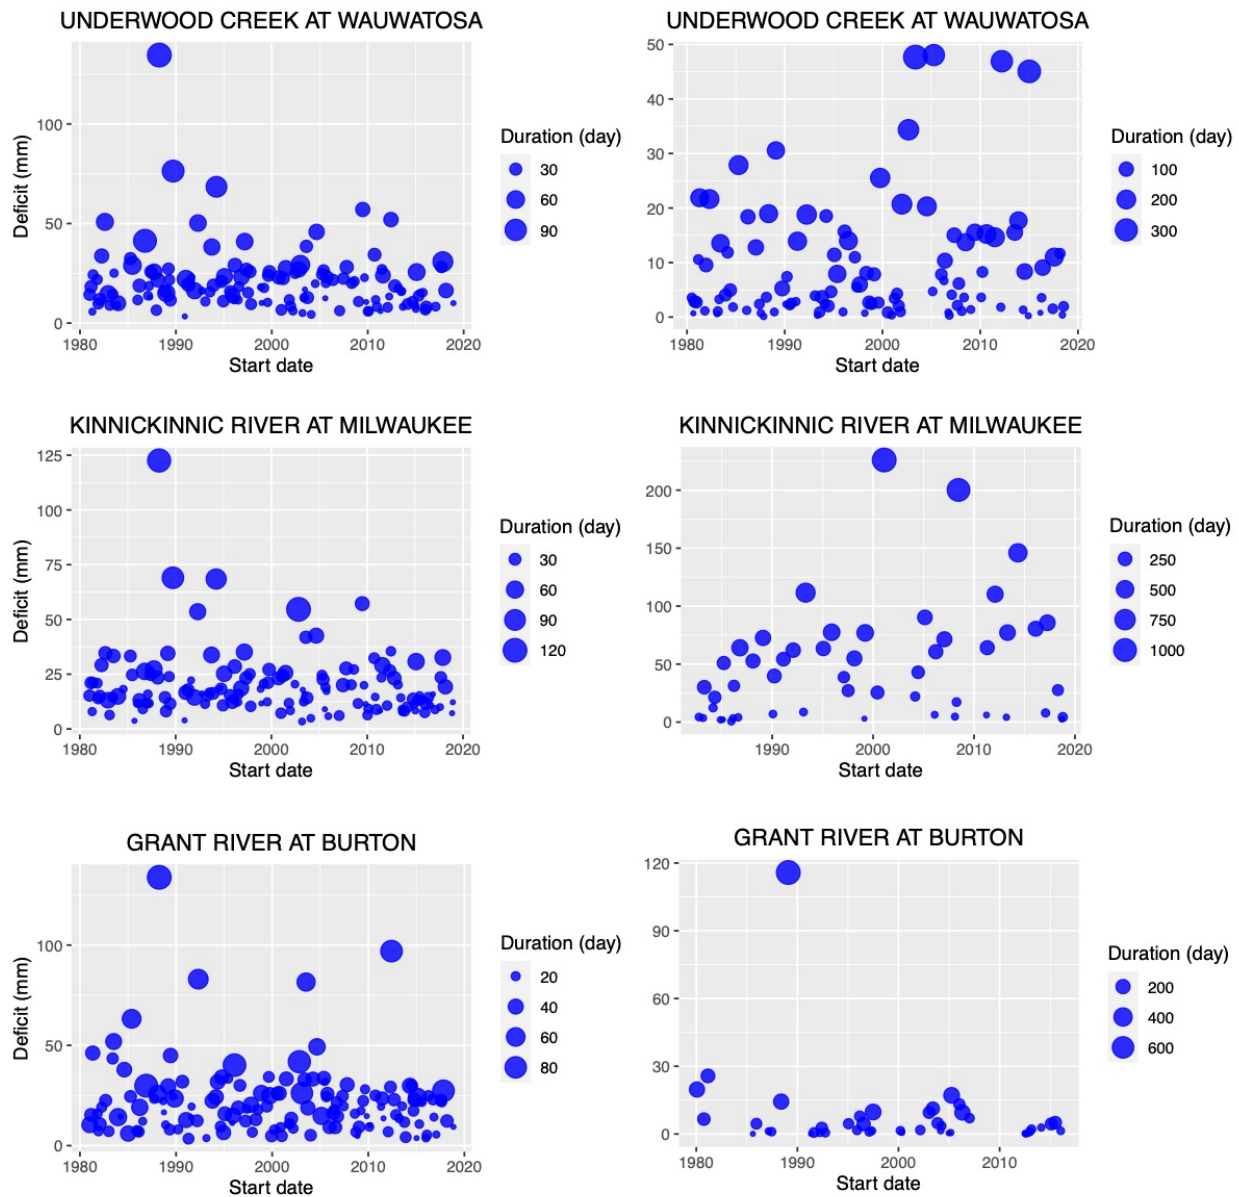 UNDERWOOD CREEK AT WAUWATOSA
Deficit (mm)
100
50
0
1980 1990 2000 2010 2020
Start date
Duration (day)
30
60
90
UNDERWOOD CREEK AT WAUWATOSA
50
40
30
20
10
0
1980 1990 2000 2010 2020
Start date
Duration (day)
100
200
300
KINNICKINNIC RIVER AT MILWAUKEE
Deficit (mm)
125
100
75
50
25
0
1980 1990 2000 2010 2020
Start date
Duration (day)
30
60
90
120
KINNICKINNIC RIVER AT MILWAUKEE
200
150
100
50
0
1990 2000 2010 2020
Start date
Duration (day)
250
500
750
1000
GRANT RIVER AT BURTON
Deficit (mm)
100
50
0
1980 1990 2000 2010 2020
Start date
Duration (day)
20
40
60
80
GRANT RIVER AT BURTON
120
90
60
30
0
1980 1990 2000 2010
Start date
Duration (day)
200
400
600